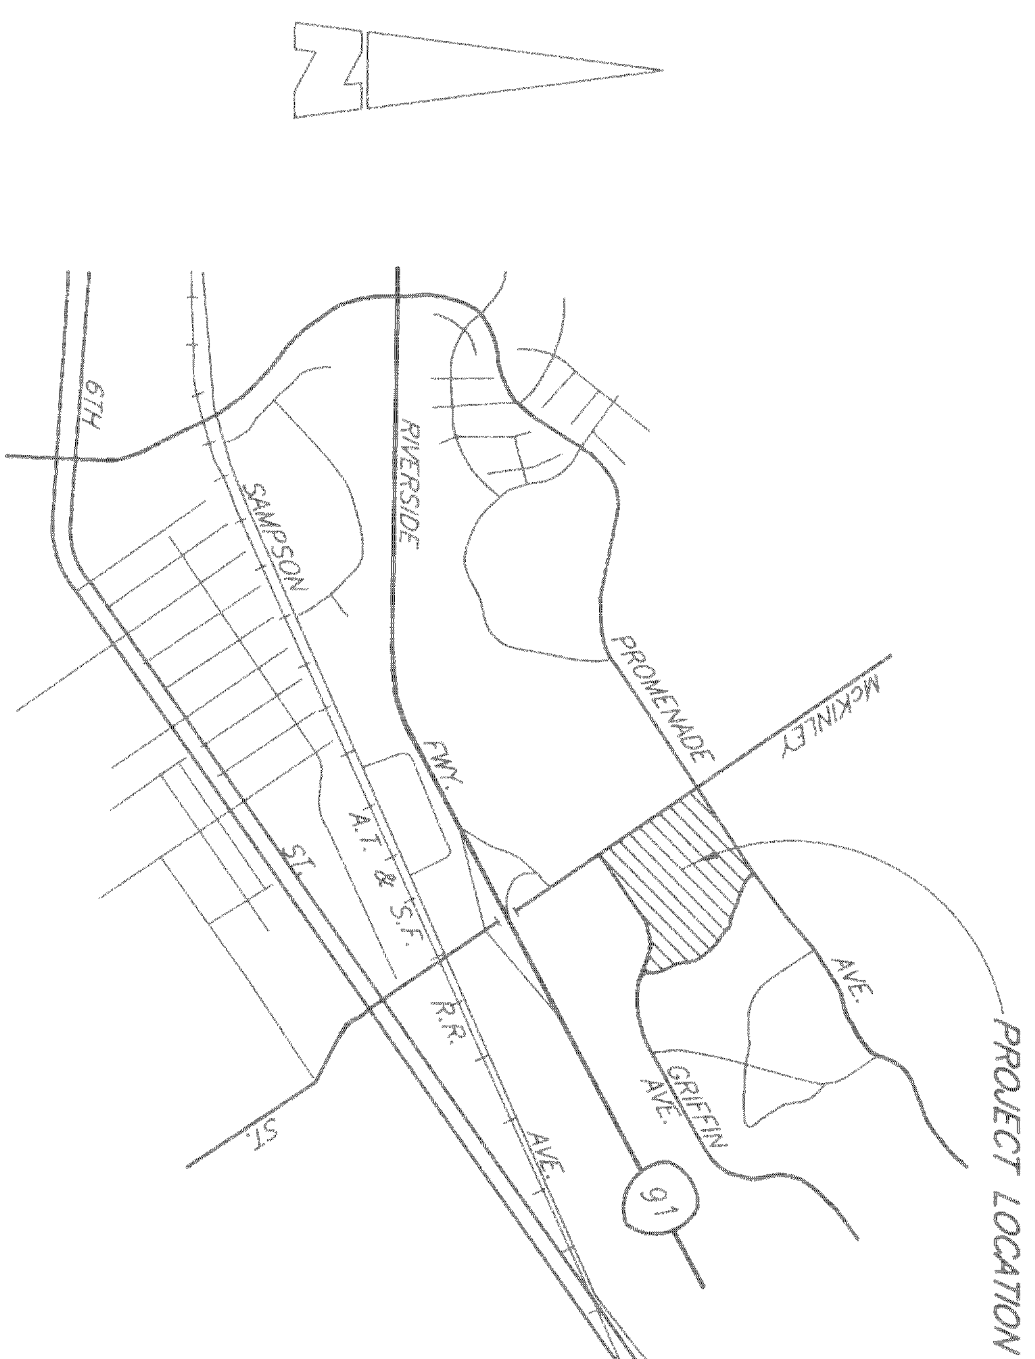 N
PROJECT LOCATION
McKINLEY
PROMENADE
AVE.
GRIFFIN
AVE.
91
RIVERSIDE
FWY.
SAMPSON
A.T. & S.F.
R.R.
AVE.
6TH
ST.
ST.